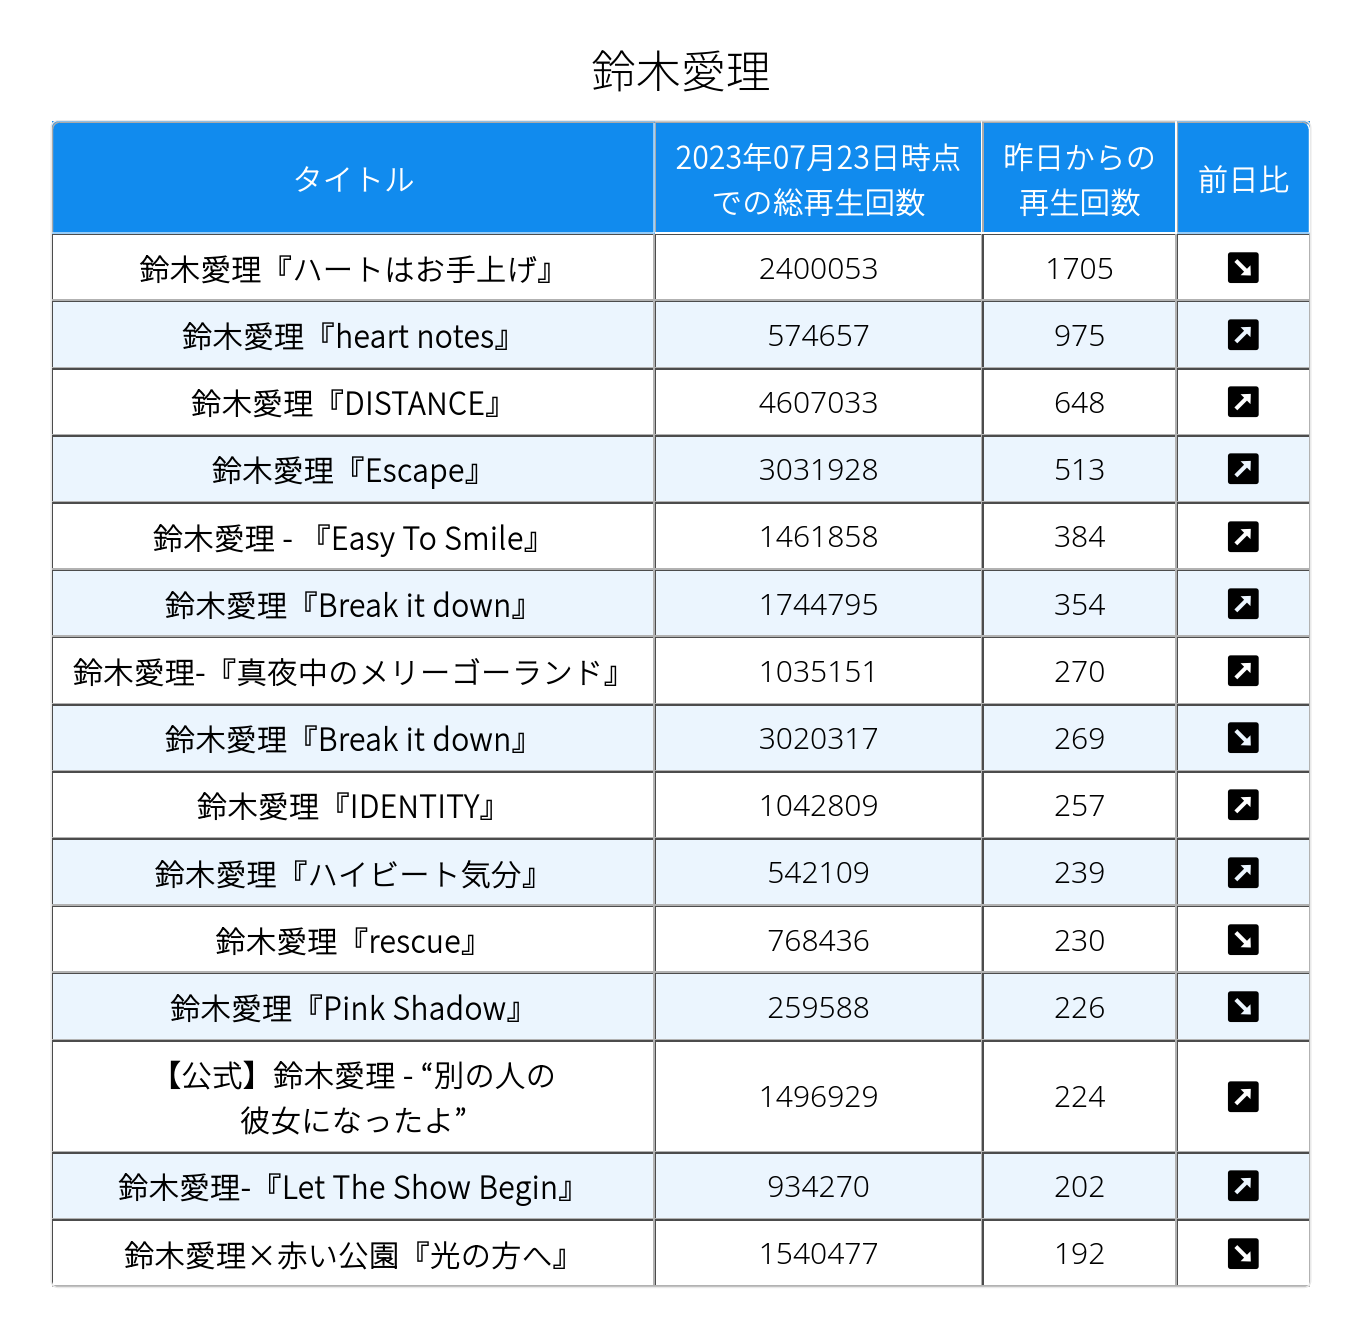 鈴木愛理
タイトル 2023年07月23日時点での総再生回数 昨日からの再生回数 前日比
鈴木愛理『ハートはお手上げ』 2400053 1705 ↘
鈴木愛理『heart notes』 574657 975 ↗
鈴木愛理『DISTANCE』 4607033 648 ↗
鈴木愛理『Escape』 3031928 513 ↗
鈴木愛理 - 『Easy To Smile』 1461858 384 ↗
鈴木愛理『Break it down』 1744795 354 ↗
鈴木愛理-『真夜中のメリーゴーランド』 1035151 270 ↗
鈴木愛理『Break it down』 3020317 269 ↘
鈴木愛理『IDENTITY』 1042809 257 ↗
鈴木愛理『ハイビート気分』 542109 239 ↗
鈴木愛理『rescue』 768436 230 ↘
鈴木愛理『Pink Shadow』 259588 226 ↘
【公式】鈴木愛理 - “別の人の彼女になったよ” 1496929 224 ↗
鈴木愛理-『Let The Show Begin』 934270 202 ↗
鈴木愛理×赤い公園『光の方へ』 1540477 192 ↘